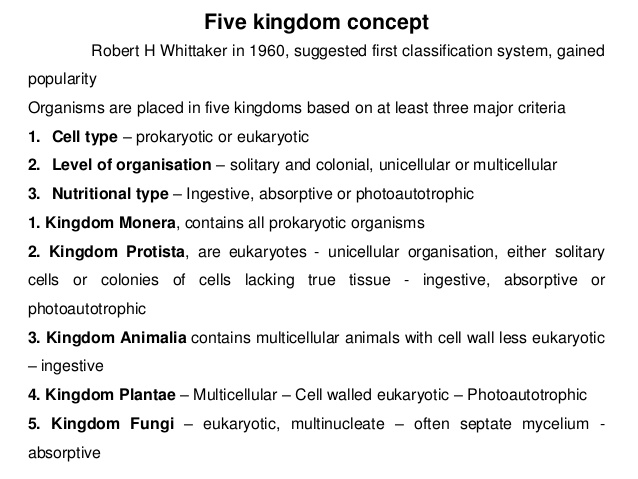 Five kingdom concept
Robert H Whittaker in 1960, suggested first classification system, gained
popularity
Organisms are placed in five kingdoms based on at least three major criteria
1. Cell type – prokaryotic or eukaryotic
2. Level of organisation – solitary and colonial, unicellular or multicellular
3. Nutritional type – Ingestive, absorptive or photoautotrophic
1. Kingdom Monera, contains all prokaryotic organisms
2. Kingdom Protista, are eukaryotes - unicellular organisation, either solitary
cells or colonies of cells lacking true tissue - ingestive, absorptive or
photoautotrophic
3. Kingdom Animalia contains multicellular animals with cell wall less eukaryotic
– ingestive
4. Kingdom Plantae – Multicellular – Cell walled eukaryotic – Photoautotrophic
5. Kingdom Fungi – eukaryotic, multinucleate – often septate mycelium -
absorptive